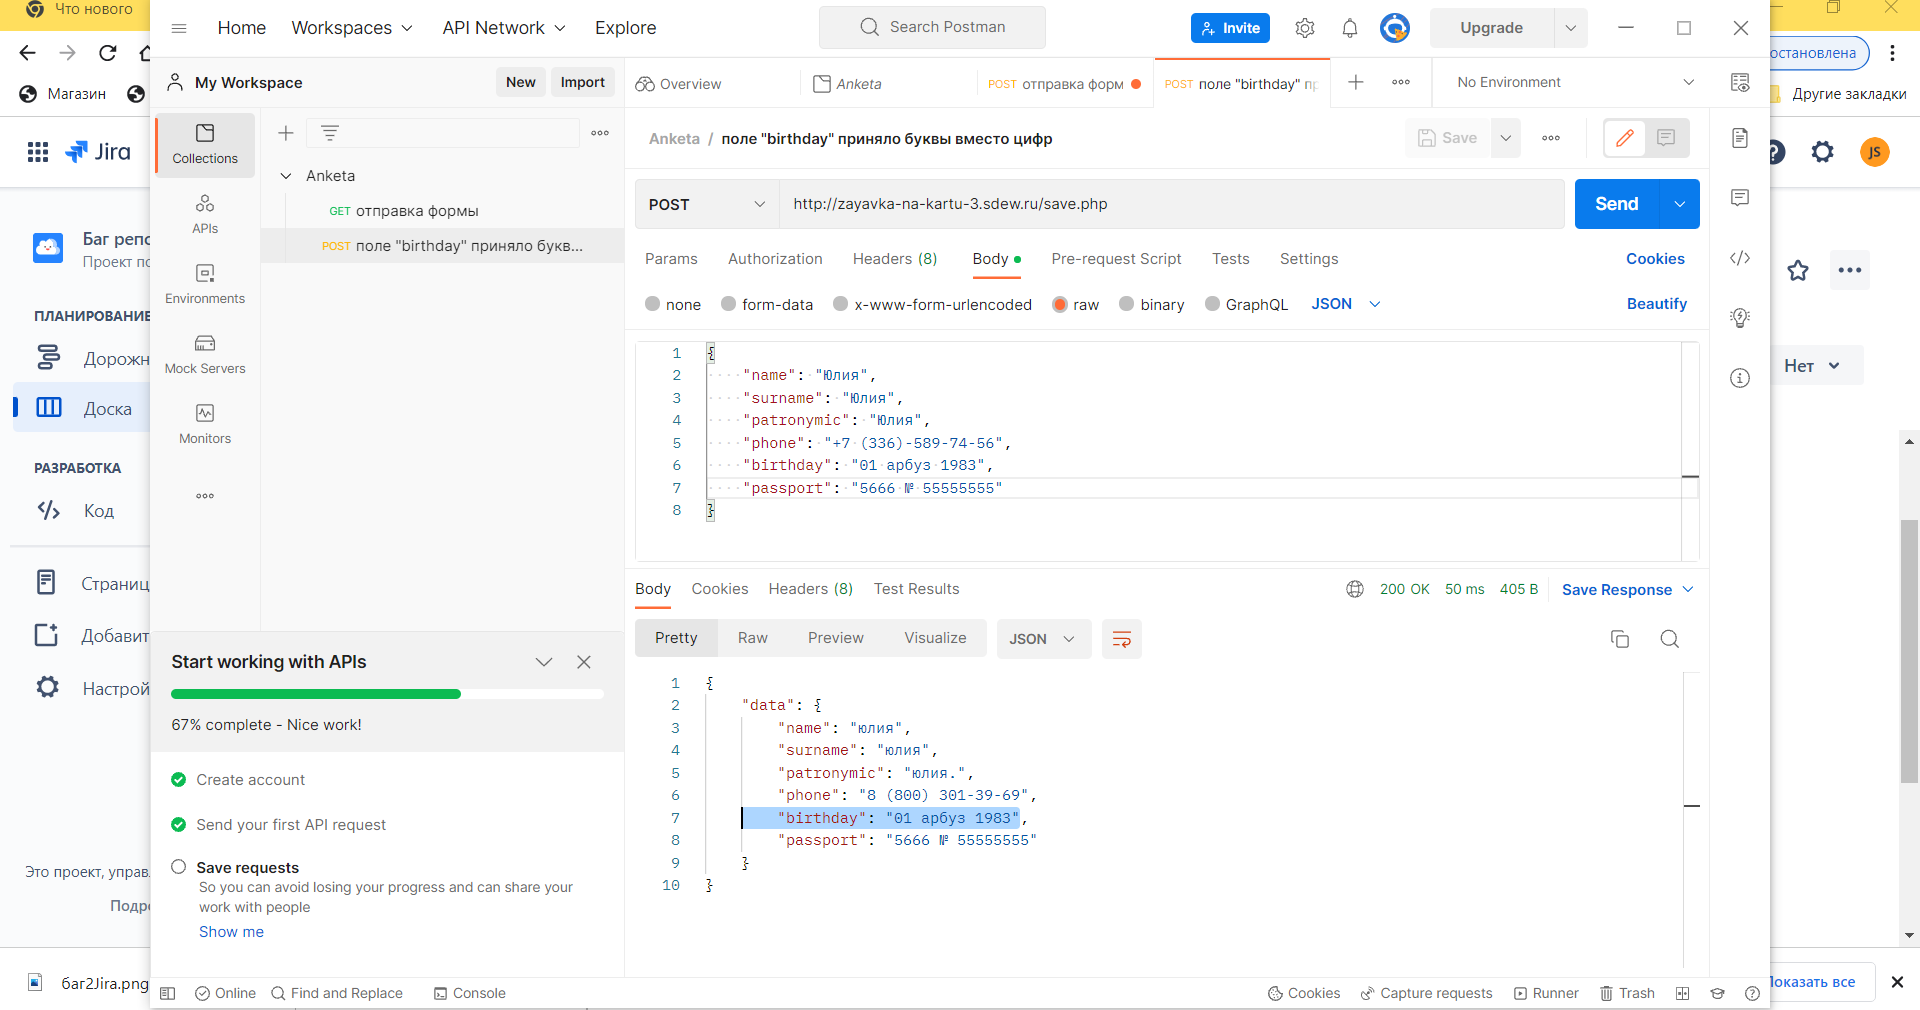 Что нового
Home
Workspaces
API Network
Explore
Search Postman
Invite
Upgrade
остановлена
Магазин
My Workspace
New
Import
Overview
Anketa
POST отправка форм
POST поле "birthday" пр
No Environment
Другие закладки
Jira
Collections
Anketa / поле "birthday" приняло буквы вместо цифр
Save
JS
Anketa
GET отправка формы
POST поле "birthday" приняло букв...
POST
http://zayavka-na-kartu-3.sdew.ru/save.php
Send
APIs
Баг репо
Проект по
Params
Authorization
Headers (8)
Body
Pre-request Script
Tests
Settings
Cookies
Environments
none
form-data
x-www-form-urlencoded
raw
binary
GraphQL
JSON
Beautify
ПЛАНИРОВАНИЕ
Дорожн
Mock Servers
Доска
Monitors
Нет
РАЗРАБОТКА
Код
1 {
2 "name": "Юлия",
3 "surname": "Юлия",
4 "patronymic": "Юлия",
5 "phone": "+7 (336)-589-74-56",
6 "birthday": "01 арбуз 1983",
7 "passport": "5666 № 55555555"
8 }
Страниц
Добавит
Настрой
Body
Cookies
Headers (8)
Test Results
200 OK
50 ms
405 B
Save Response
Pretty
Raw
Preview
Visualize
JSON
Start working with APIs
67% complete - Nice work!
Create account
Send your first API request
Save requests
So you can avoid losing your progress and can share your
work with people
Show me
1 {
2 "data": {
3 "name": "юлия",
4 "surname": "юлия",
5 "patronymic": "юлия.",
6 "phone": "8 (800) 301-39-69",
7 "birthday": "01 арбуз 1983",
8 "passport": "5666 № 55555555"
9 }
10 }
Это проект, управ
Подро
баг2Jira.png
Online
Find and Replace
Console
Cookies
Capture requests
Runner
Trash
Показать все